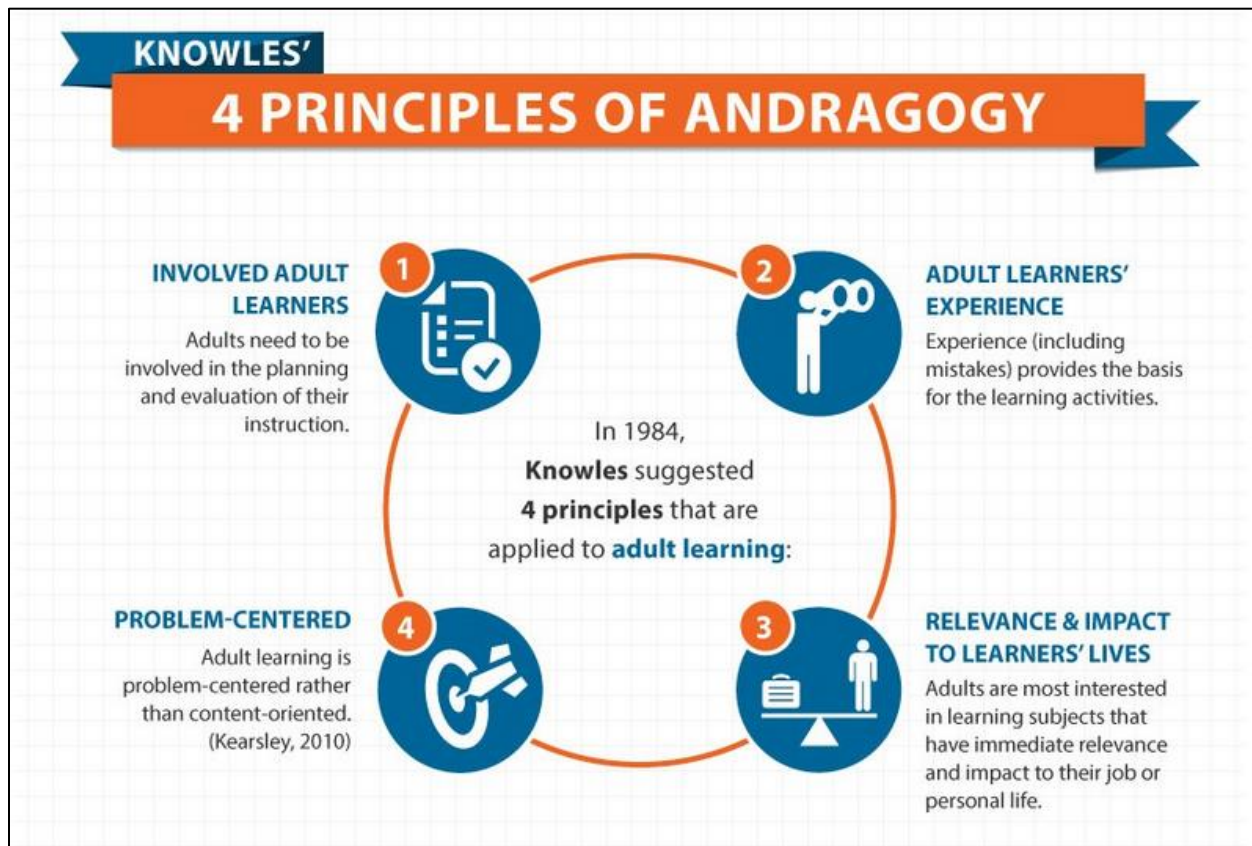 KNOWLES'
4 PRINCIPLES OF ANDRAGOGY
1
INVOLVED ADULT
LEARNERS
Adults need to be
involved in the planning
and evaluation of their
instruction.
2
ADULT LEARNERS'
EXPERIENCE
Experience (including
mistakes) provides the basis
for the learning activities.
In 1984,
Knowles suggested
4 principles that are
applied to adult learning:
3
RELEVANCE & IMPACT
TO LEARNERS' LIVES
Adults are most interested
in learning subjects that
have immediate relevance
and impact to their job or
personal life.
4
PROBLEM-CENTERED
Adult learning is
problem-centered rather
than content-oriented.
(Kearsley, 2010)